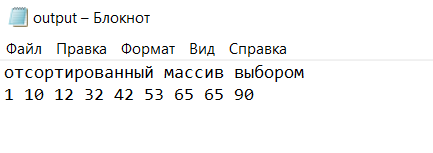 output – Блокнот
Файл Правка Формат Вид Справка
отсортированный массив выбором
1 10 12 32 42 53 65 65 90